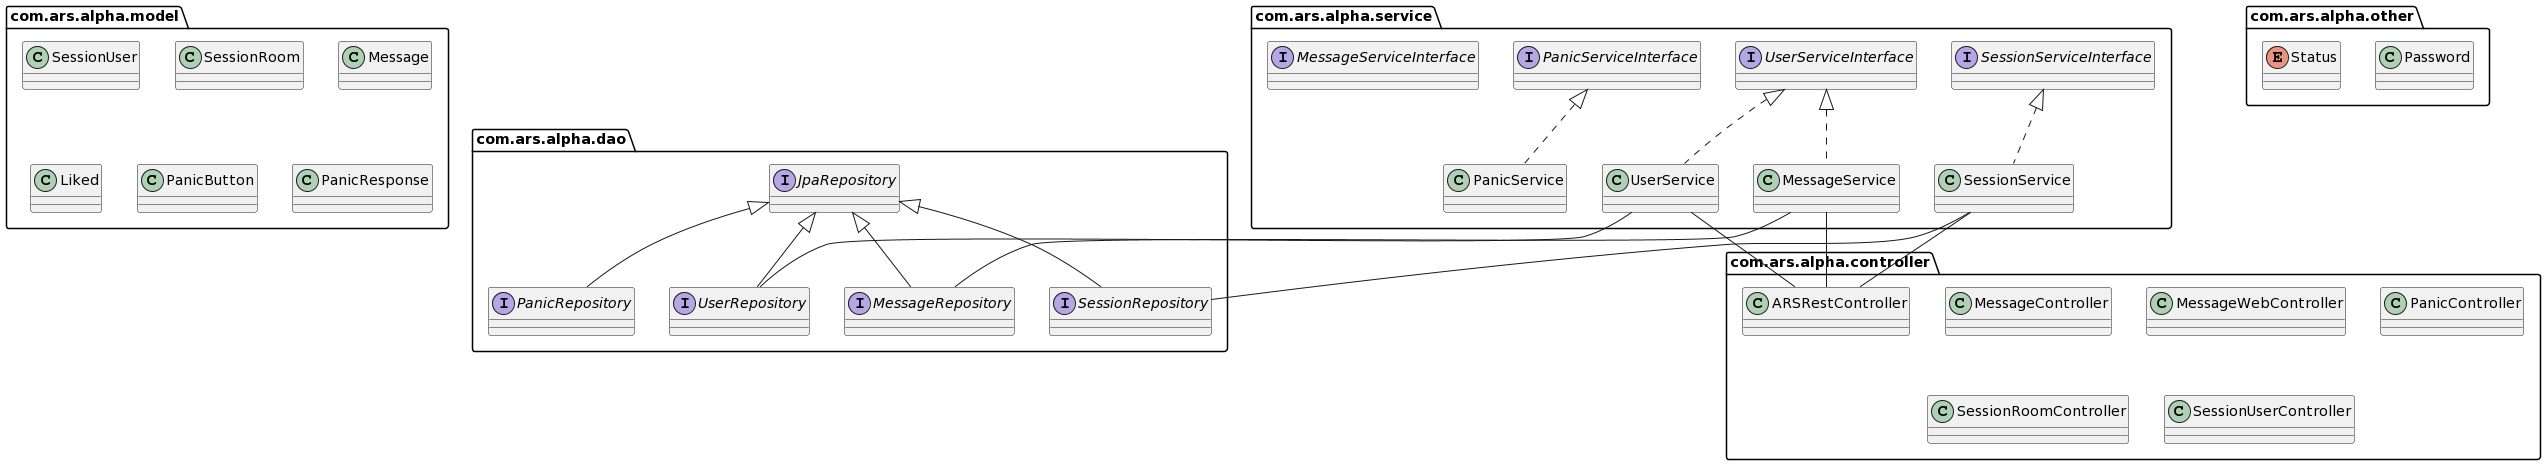 com.ars.alpha.model
C SessionUser
C SessionRoom
C Message
C Liked
C PanicButton
C PanicResponse
com.ars.alpha.dao
I JpaRepository
I PanicRepository
I UserRepository
I MessageRepository
I SessionRepository
com.ars.alpha.service
I MessageServiceInterface
I PanicServiceInterface
I UserServiceInterface
I SessionServiceInterface
C PanicService
C UserService
C MessageService
C SessionService
com.ars.alpha.controller
C ARSRestController
C MessageController
C MessageWebController
C PanicController
C SessionRoomController
C SessionUserController
com.ars.alpha.other
E Status
C Password